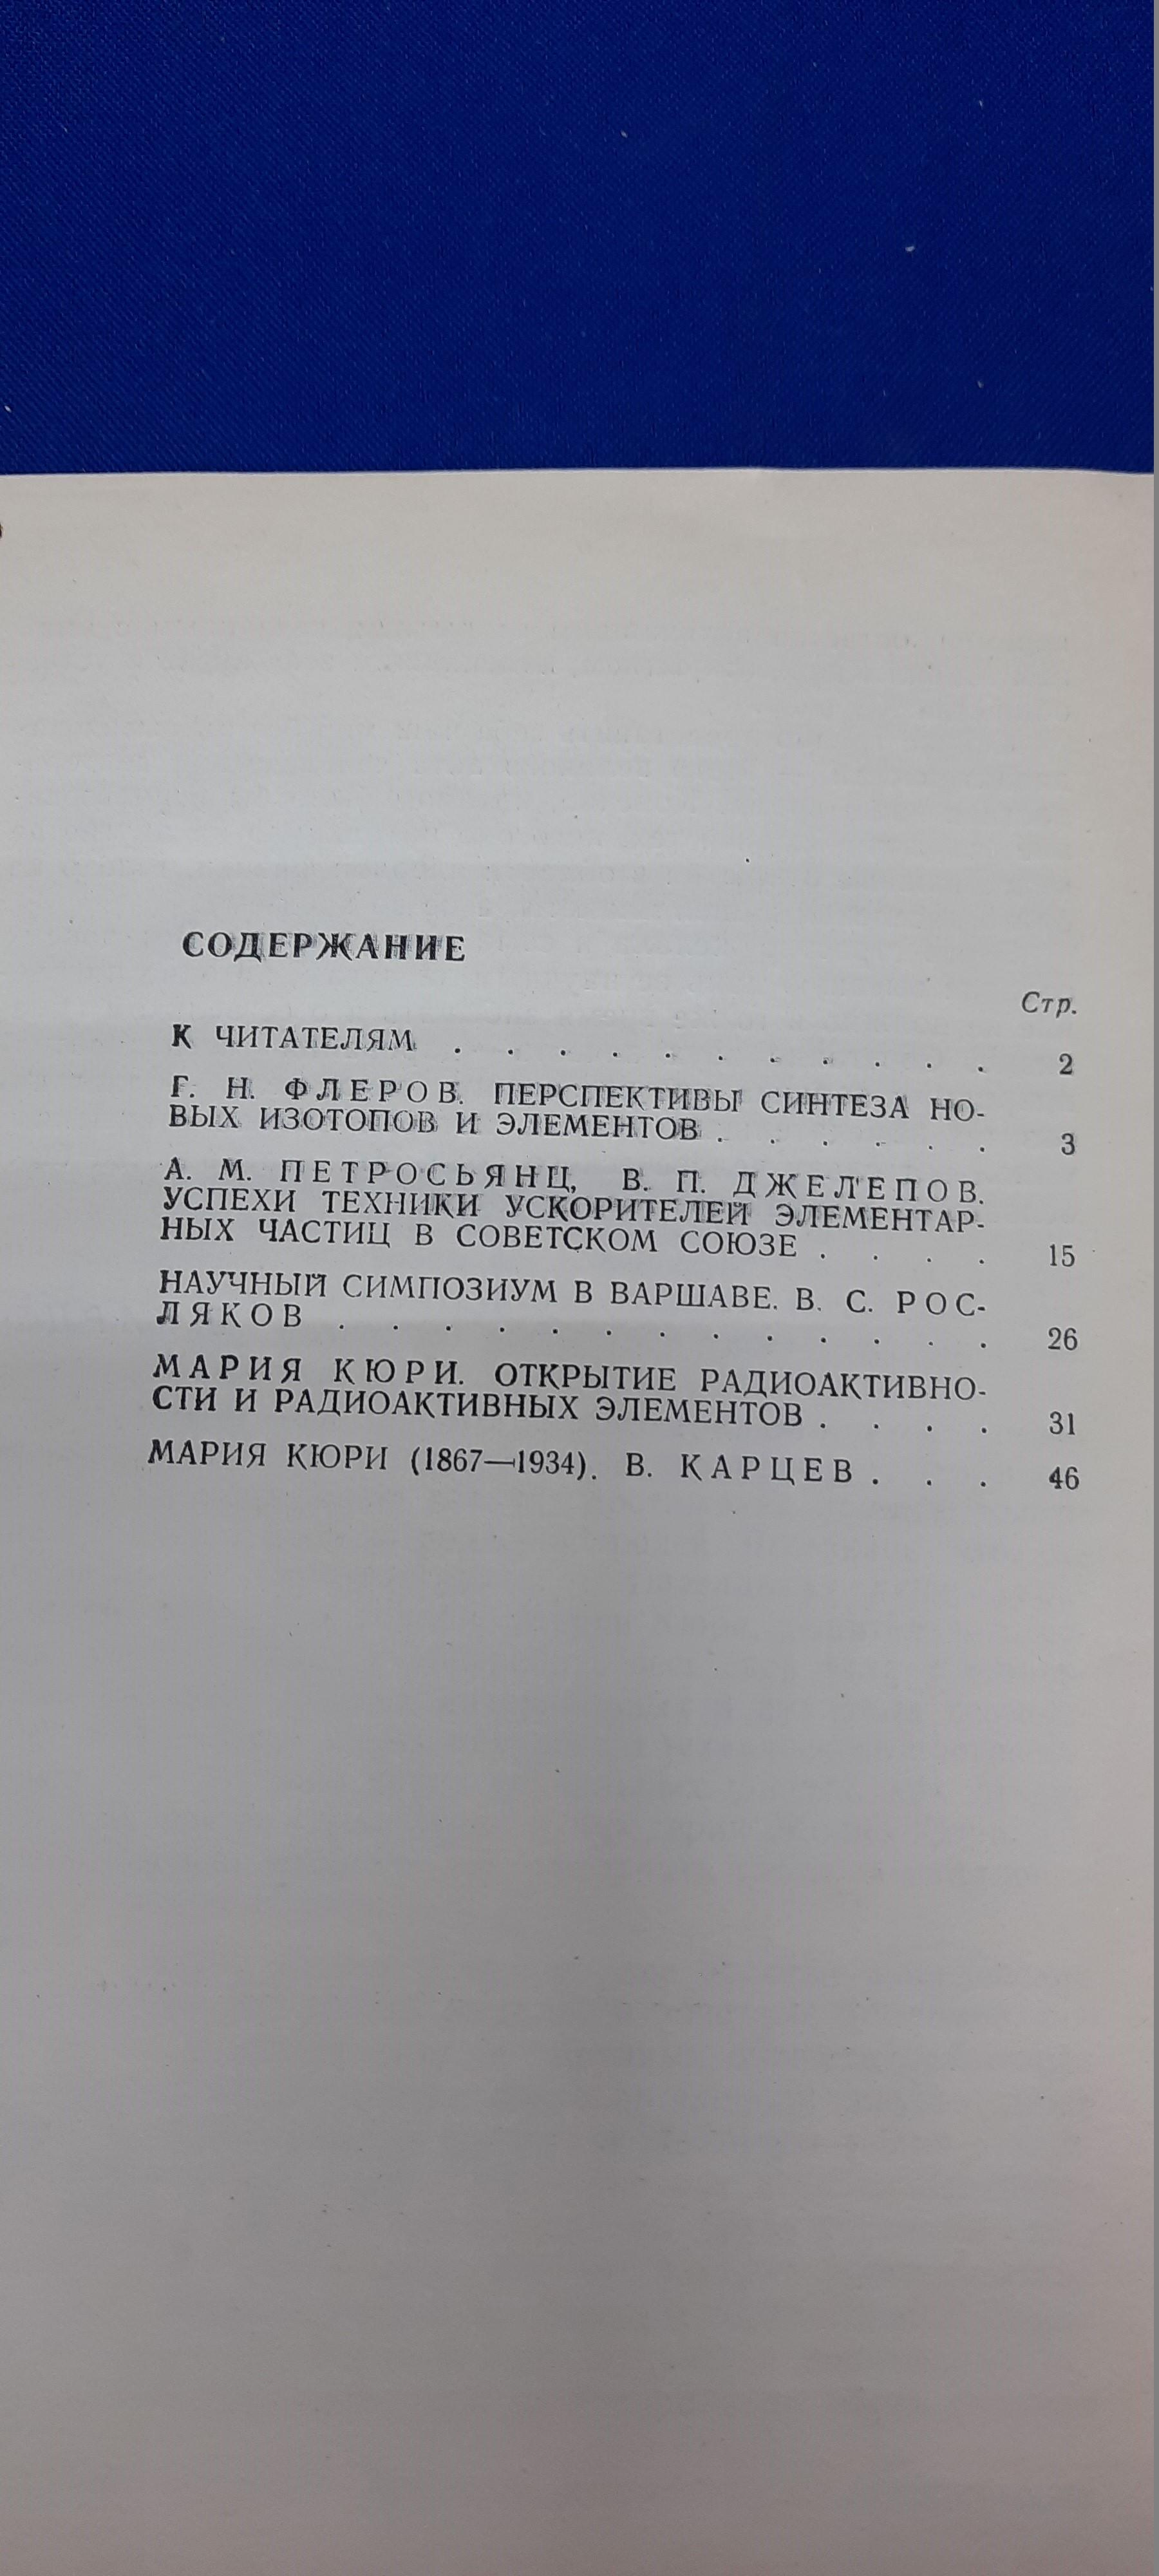 СОДЕРЖАНИЕ
Стр.
К ЧИТАТЕЛЯМ . . . . . . . . . . . 2
Г. Н. ФЛЕРОВ. ПЕРСПЕКТИВЫ СИНТЕЗА НО-
ВЫХ ИЗОТОПОВ И ЭЛЕМЕНТОВ . . . . . . 3
А. М. ПЕТРОСЬЯНЦ, В. П. ДЖЕЛЕПОВ.
УСПЕХИ ТЕХНИКИ УСКОРИТЕЛЕЙ ЭЛЕМЕНТАР-
НЫХ ЧАСТИЦ В СОВЕТСКОМ СОЮЗЕ . . . . 15
НАУЧНЫЙ СИМПОЗИУМ В ВАРШАВЕ. В. С. РОС-
ЛЯКОВ . . . . . . . . . . . . . 26
МАРИЯ КЮРИ. ОТКРЫТИЕ РАДИОАКТИВНО-
СТИ И РАДИОАКТИВНЫХ ЭЛЕМЕНТОВ . . . . 31
МАРИЯ КЮРИ (1867—1934). В. КАРЦЕВ . . . 46